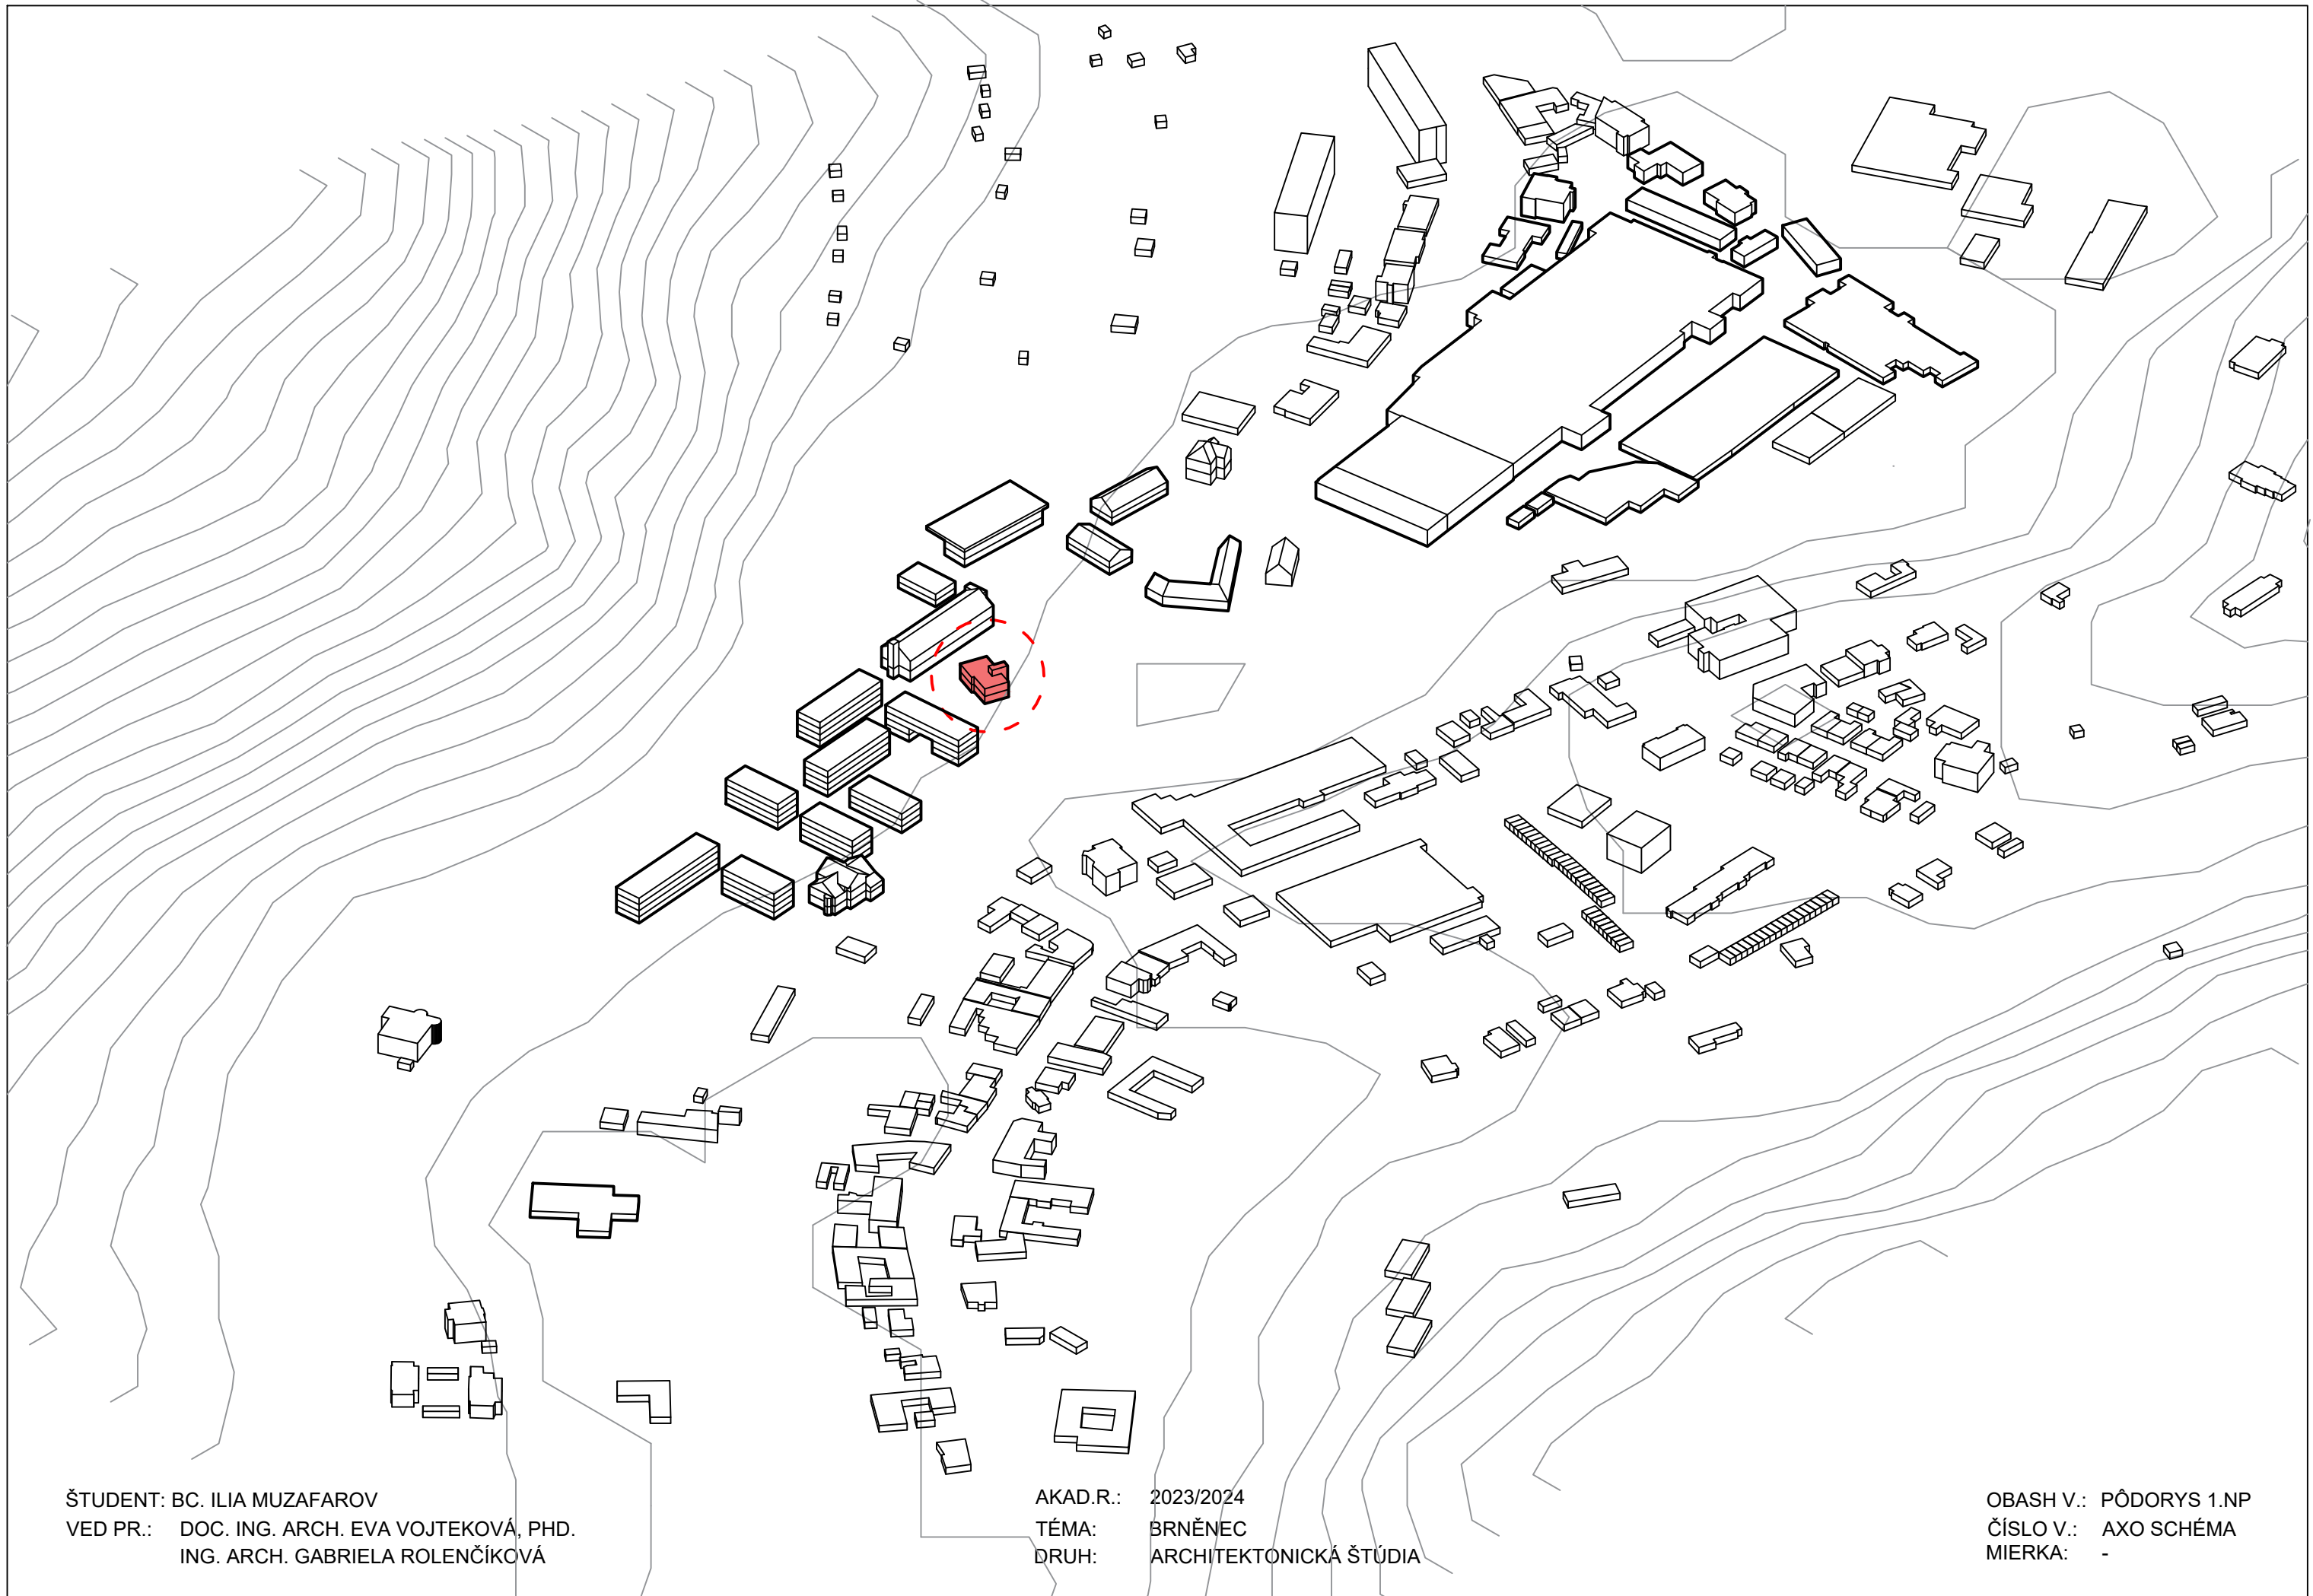 ŠTUDENT: BC. ILIA MUZAFAROV
VED PR.: DOC. ING. ARCH. EVA VOJTEKOVÁ, PHD.
ING. ARCH. GABRIELA ROLENČÍKOVÁ
AKAD.R.: 2023/2024
TÉMA: BRNĚNEC
DRUH: ARCHITEKTONICKÁ ŠTÚDIA
OBASH V.: PÔDORYS 1.NP
ČÍSLO V.: AXO SCHÉMA
MIERKA: -